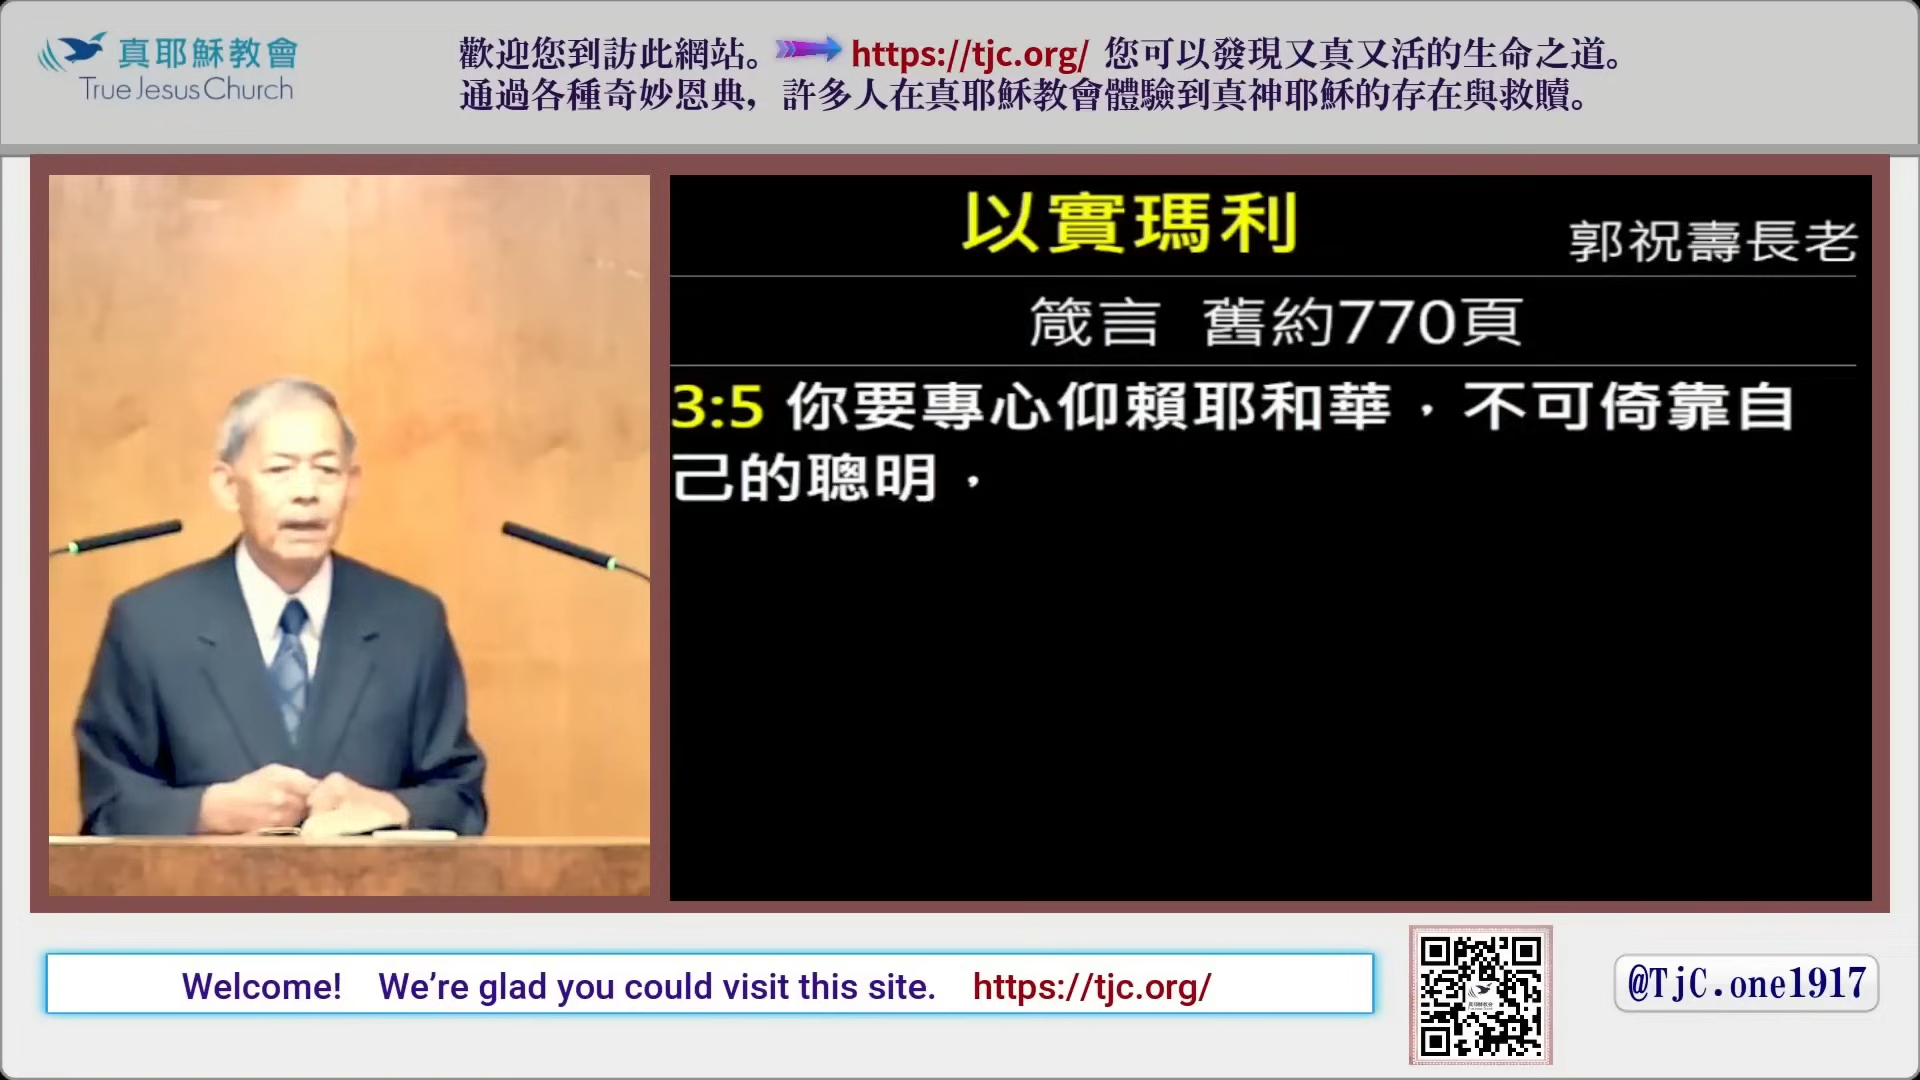 真耶穌教會
True Jesus Church
歡迎您到訪此網站。 https://tjc.org/ 您可以發現又真又活的生命之道。
通過各種奇妙恩典，許多人在真耶穌教會體驗到真神耶穌的存在與救贖。
以實瑪利
郭祝壽長老
箴言 舊約770頁
3:5 你要專心仰賴耶和華，不可倚靠自
己的聰明，
Welcome! We’re glad you could visit this site. https://tjc.org/
@TjC.one1917